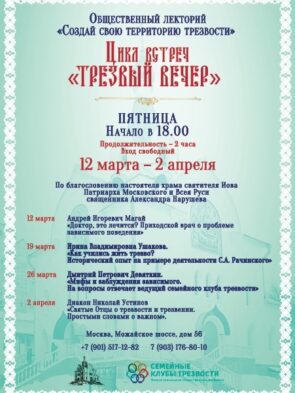 Общественный лекторий
«Создай свою территорию трезвости»
Цикл встреч
«ТРЕЗВЫЙ ВЕЧЕР»
ПЯТНИЦА
Начало в 18.00
Продолжительность – 2 часа
Вход свободный
12 марта – 2 апреля
По благословению настоятеля храма святителя Иова
Патриарха Московского и Всея Руси
священника Александра Нарушева
12 марта
Андрей Игоревич Магай
«Доктор, это лечится? Приходской врач о проблеме
зависимого поведения»
19 марта
Ирина Владимировна Ушакова.
«Как учились жить трезво?
Исторический опыт на примере деятельности С.А. Рачинского»
26 марта
Дмитрий Петрович Девяткин.
«Мифы и заблуждения зависимого.
На вопросы отвечает ведущий семейного клуба трезвости»
2 апреля
Диакон Николай Устинов
«Святые Отцы о трезвости и трезвении.
Простыми словами о важном».
Москва, Можайское шоссе, дом 56
+7 (901) 517-12-82 +7 (903) 176-80-10
СЕМЕЙНЫЕ
КЛУБЫ ТРЕЗВОСТИ